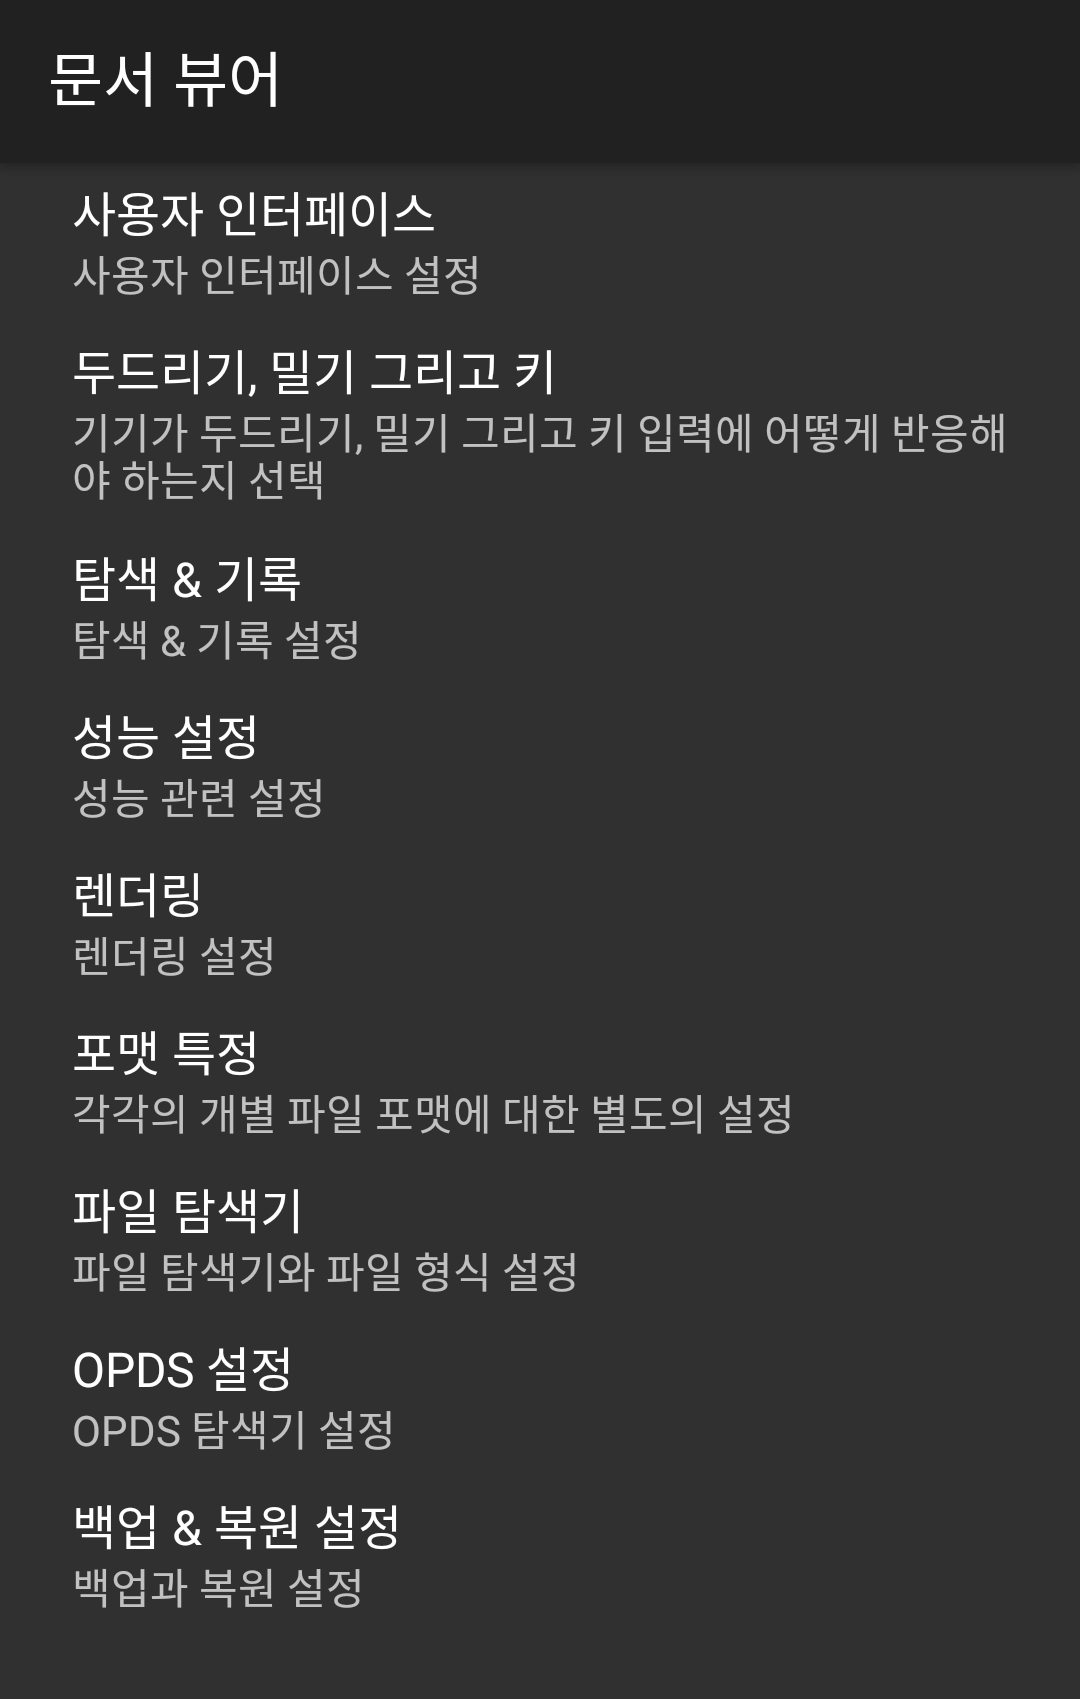 문서 뷰어
사용자 인터페이스
사용자 인터페이스 설정
두드리기, 밀기 그리고 키
기기가 두드리기, 밀기 그리고 키 입력에 어떻게 반응해
야 하는지 선택
탐색 & 기록
탐색 & 기록 설정
성능 설정
성능 관련 설정
렌더링
렌더링 설정
포맷 특정
각각의 개별 파일 포맷에 대한 별도의 설정
파일 탐색기
파일 탐색기와 파일 형식 설정
OPDS 설정
OPDS 탐색기 설정
백업 & 복원 설정
백업과 복원 설정